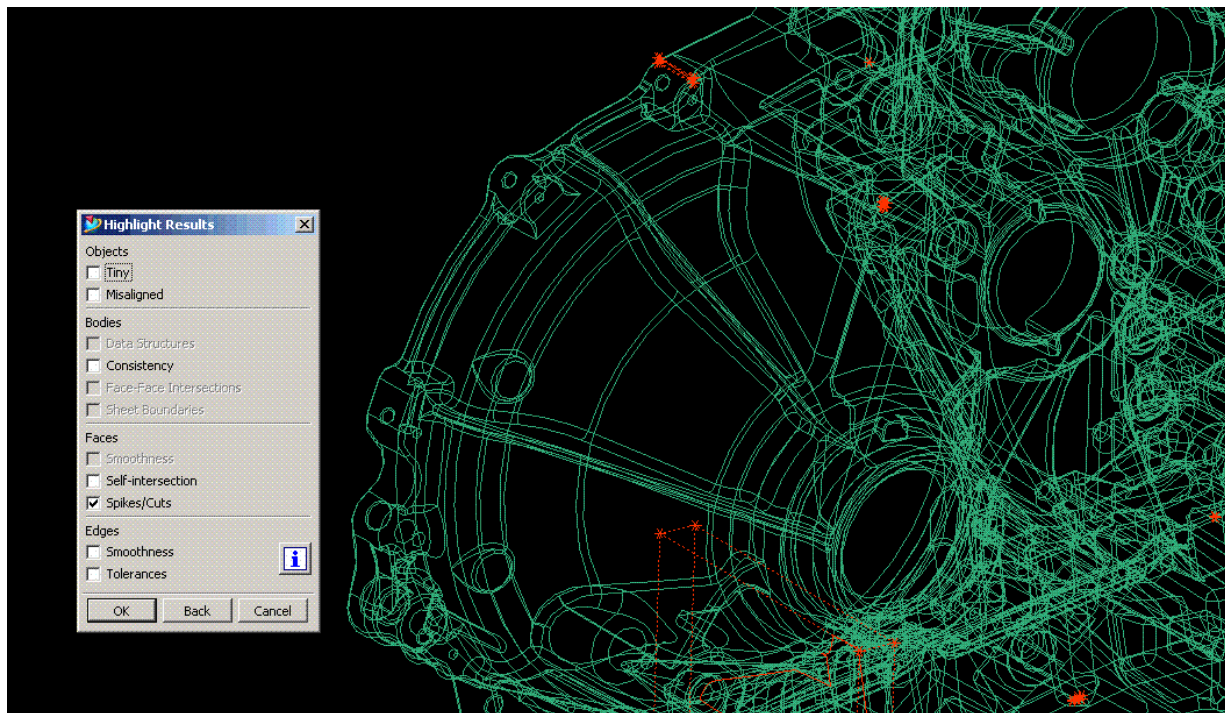 Highlight Results
Objects
Tiny
Misaligned
Bodies
Data Structures
Consistency
Face-Face Intersections
Sheet Boundaries
Faces
Smoothness
Self-intersection
Spikes/Cuts
Edges
Smoothness
Tolerances
OK Back Cancel